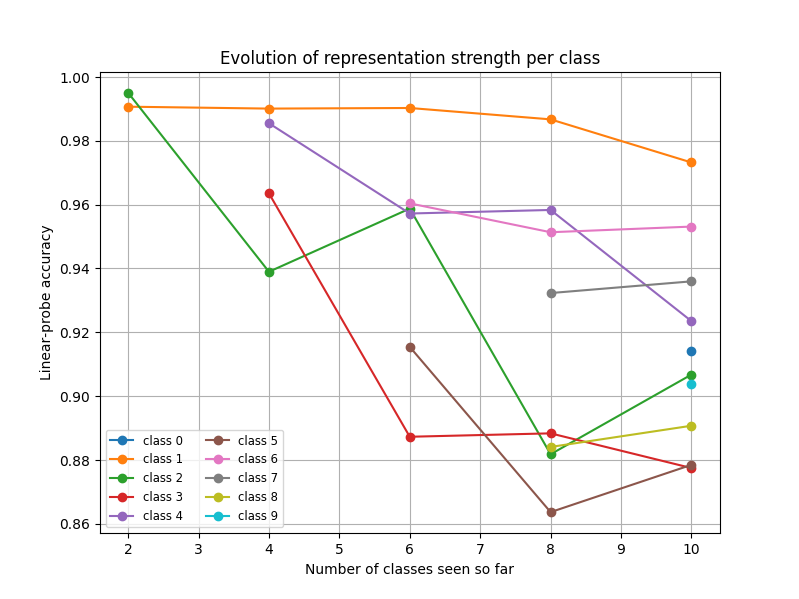 Evolution of representation strength per class
Linear-probe accuracy
1.00
0.98
0.96
0.94
0.92
0.90
0.88
0.86
class 0
class 1
class 2
class 3
class 4
class 5
class 6
class 7
class 8
class 9
2 3 4 5 6 7 8 9 10
Number of classes seen so far